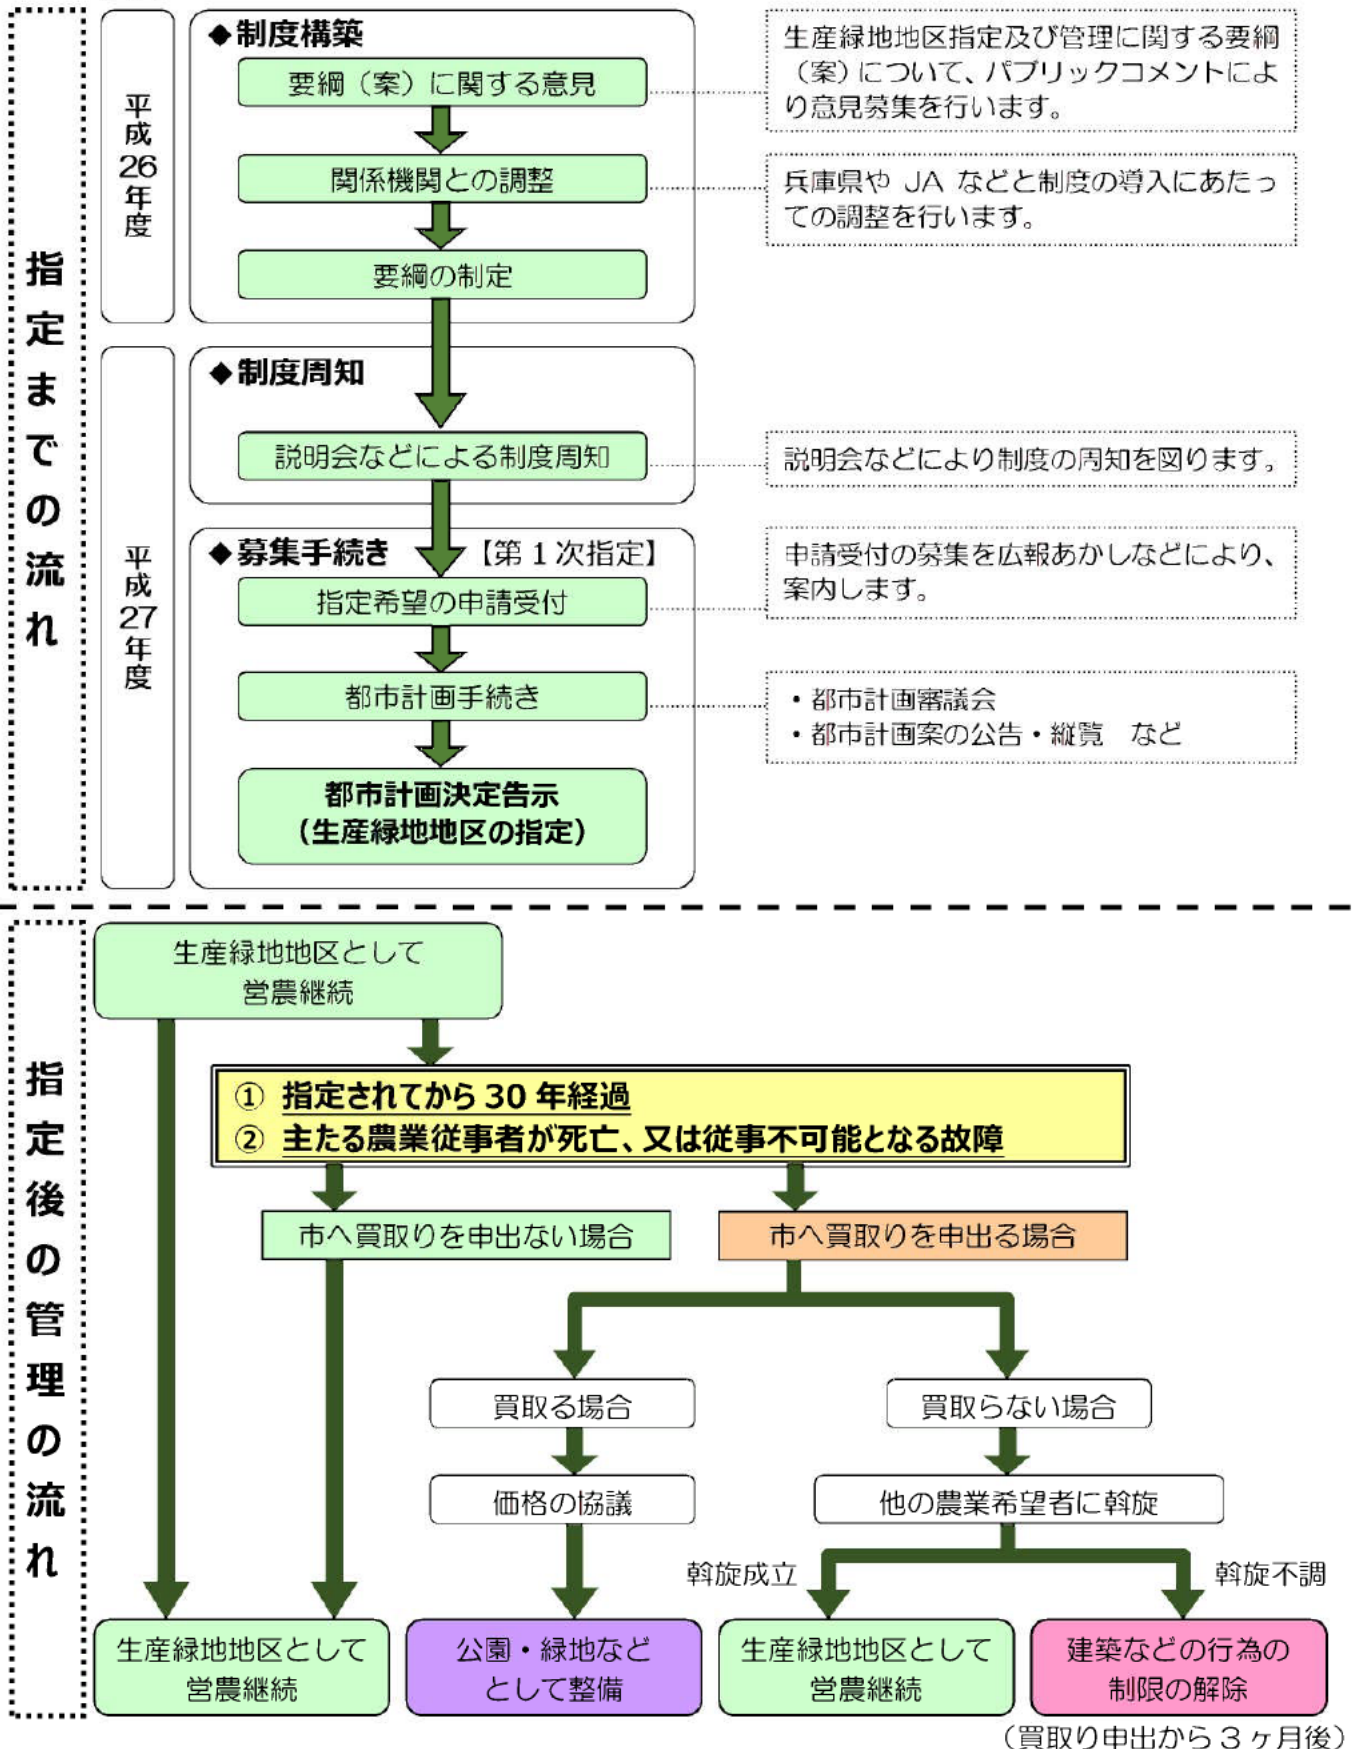 指定までの流れ
平成26年度
◆制度構築
要綱（案）に関する意見
生産緑地地区指定及び管理に関する要綱
（案）について、パブリックコメントによ
り意見募集を行います。
関係機関との調整
兵庫県や JA などと制度の導入にあたっ
ての調整を行います。
要綱の制定
平成27年度
◆制度周知
説明会などによる制度周知
説明会などにより制度の周知を図ります。
◆募集手続き 【第１次指定】
指定希望の申請受付
申請受付の募集を広報あかしなどにより、
案内します。
都市計画手続き
・都市計画審議会
・都市計画案の公告・縦覧　など
都市計画決定告示
（生産緑地地区の指定）
指定後の管理の流れ
生産緑地地区として
営農継続
① 指定されてから 30 年経過
② 主たる農業従事者が死亡、又は従事不可能となる故障
市へ買取りを申出ない場合
市へ買取りを申出る場合
買取る場合
買取らない場合
価格の協議
他の農業希望者に斡旋
斡旋成立
斡旋不調
生産緑地地区として
営農継続
公園・緑地など
として整備
生産緑地地区として
営農継続
建築などの行為の
制限の解除
（買取り申出から３ヶ月後）